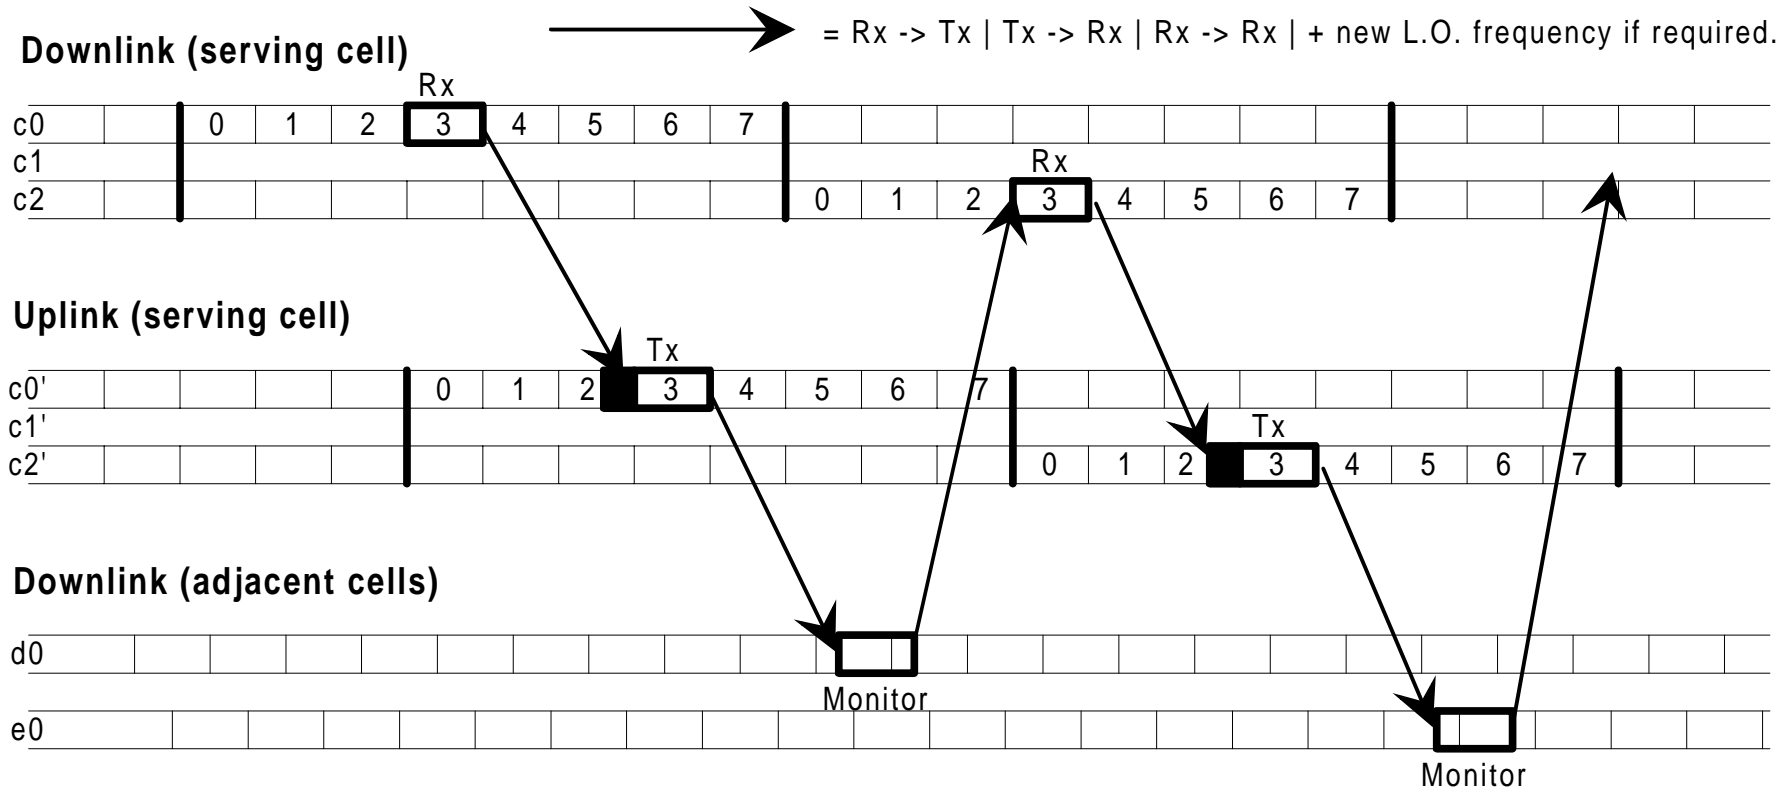 = Rx -> Tx | Tx -> Rx | Rx -> Rx | + new L.O. frequency if required.
Downlink (serving cell)
Rx
c0 0 1 2 3 4 5 6 7
c1 Rx
c2 0 1 2 3 4 5 6 7
Uplink (serving cell)
Tx
c0' 0 1 2 3 4 5 6 7
c1' Tx
c2' 0 1 2 3 4 5 6 7
Downlink (adjacent cells)
d0
Monitor
e0
Monitor